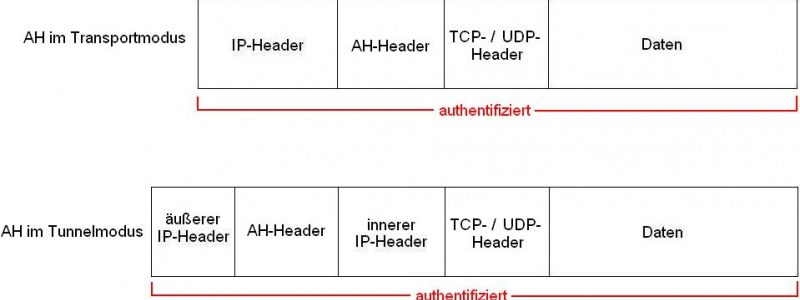 AH im Transportmodus
IP-Header
AH-Header
TCP- / UDP-
Header
Daten
authentifiziert
AH im Tunnelmodus
äußerer
IP-Header
AH-Header
innerer
IP-Header
TCP- / UDP-
Header
Daten
authentifiziert